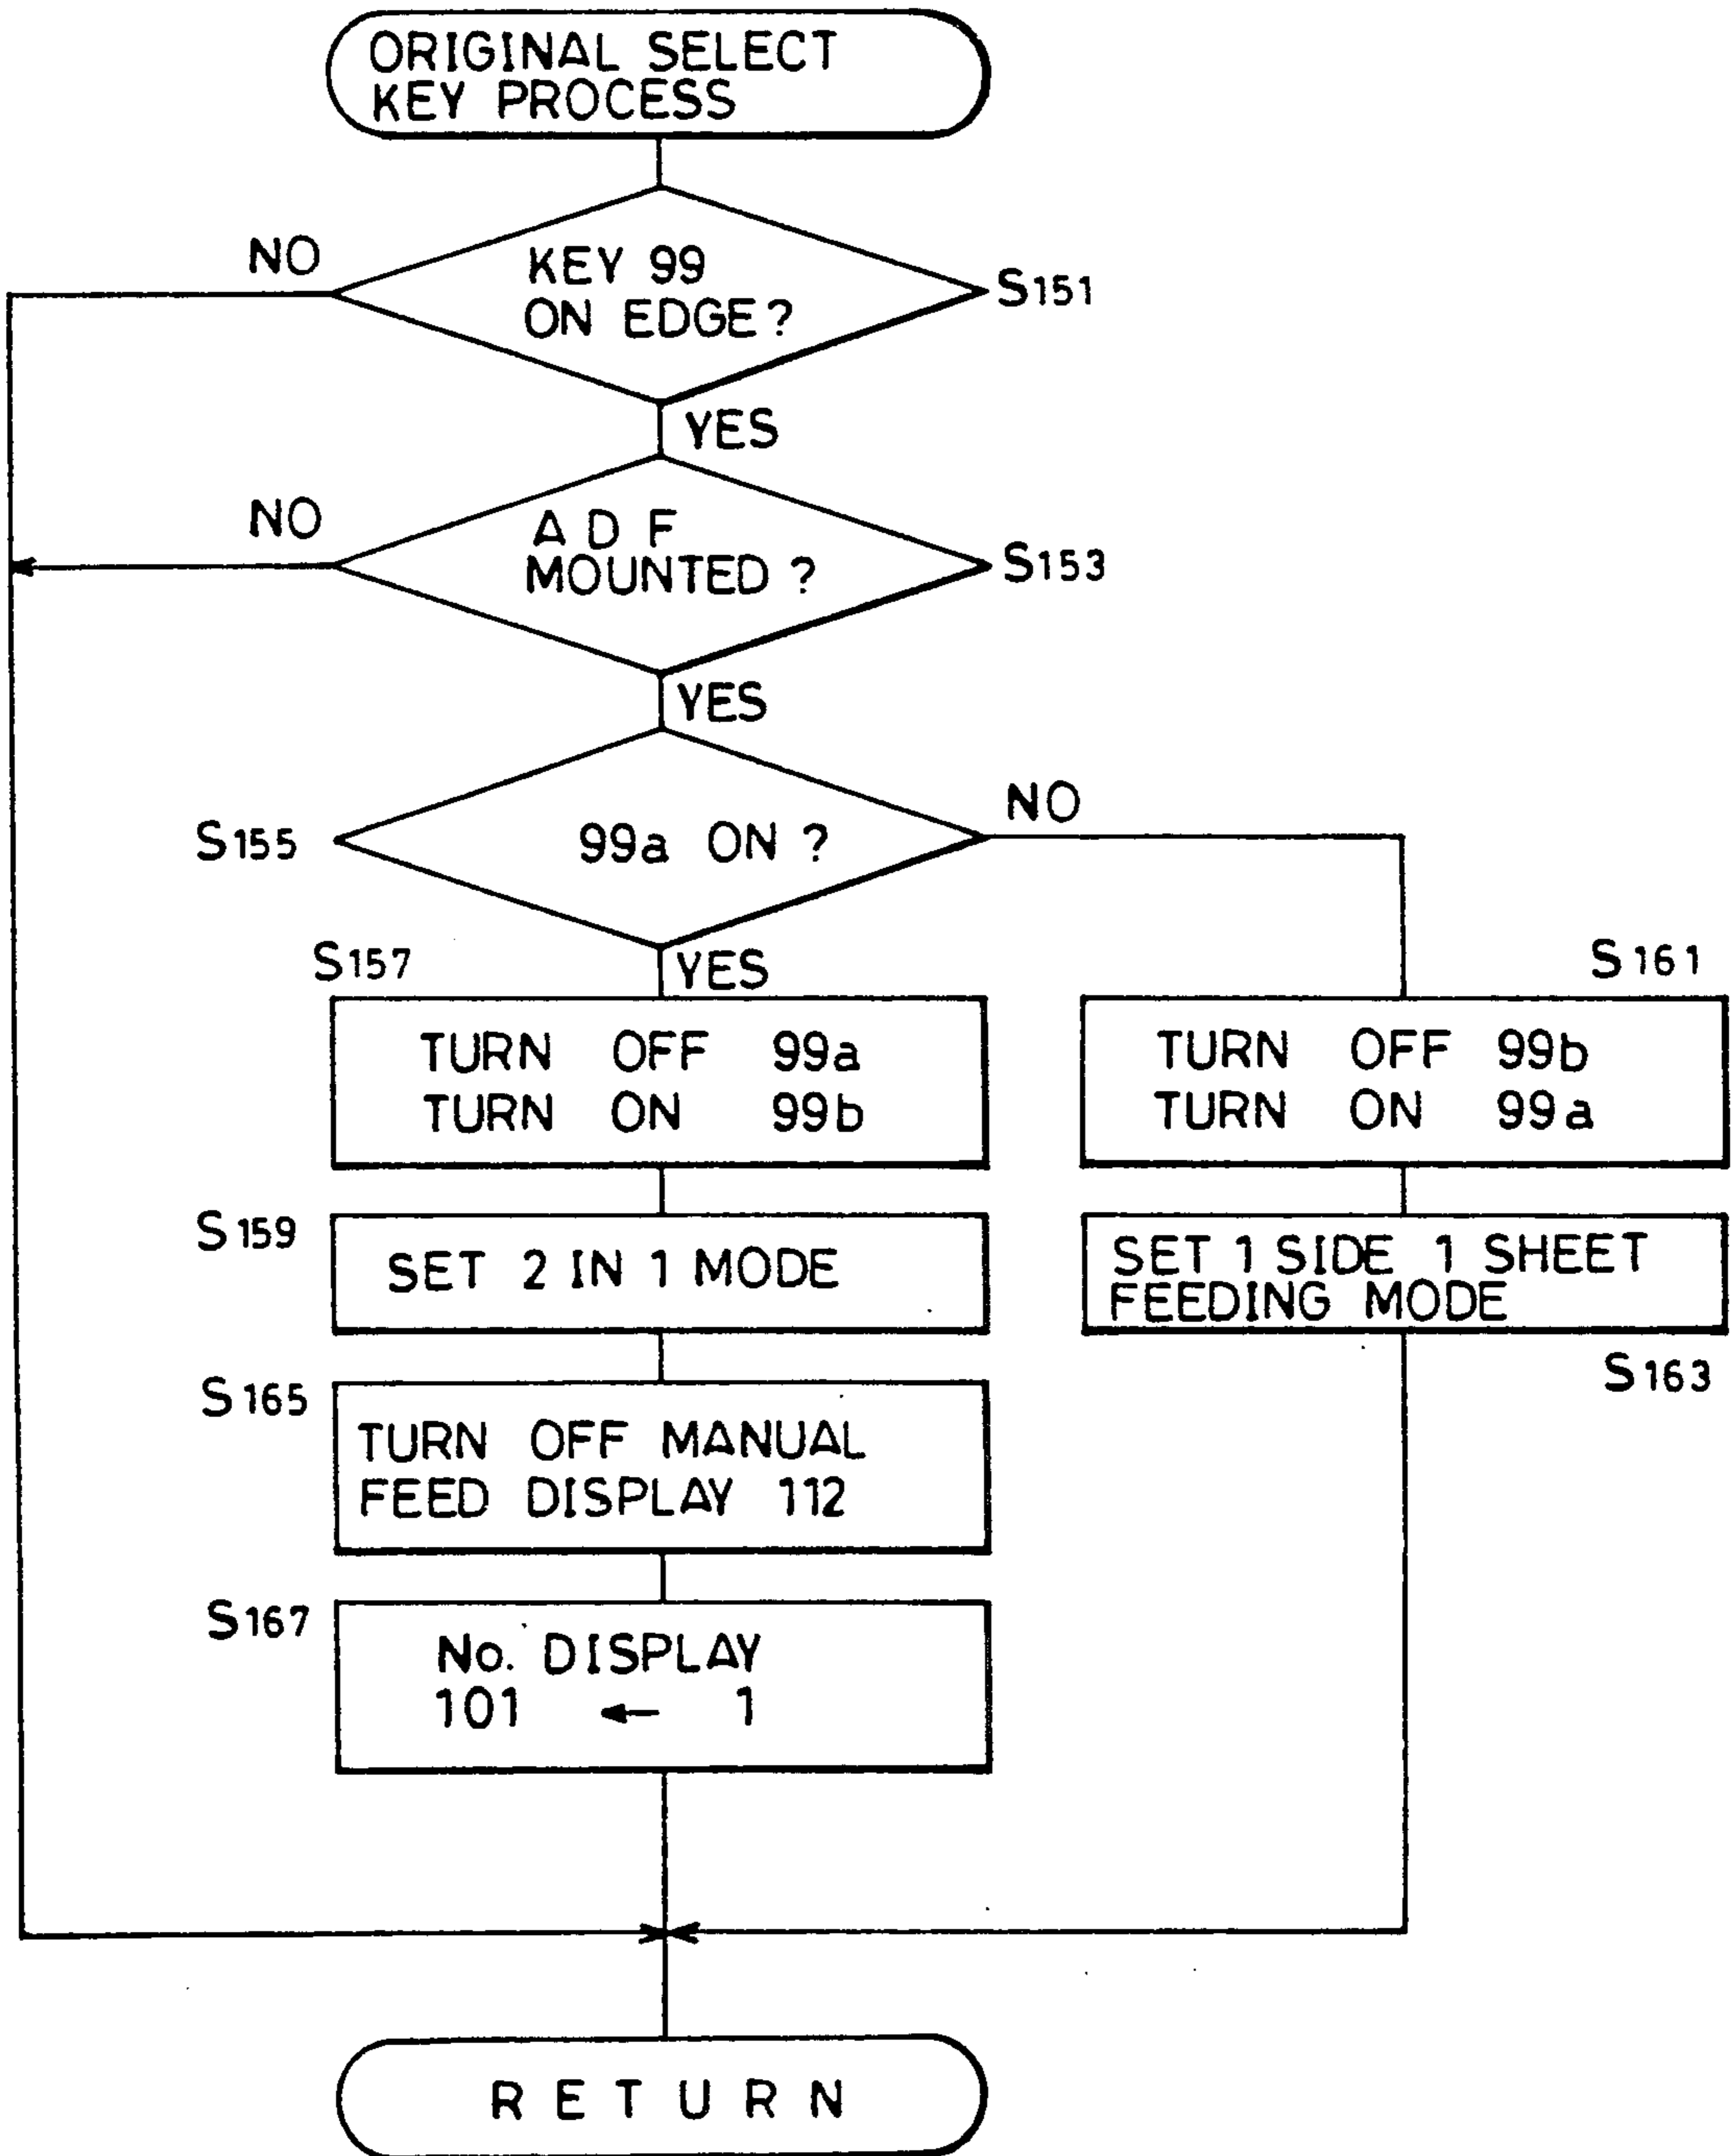 ORIGINAL SELECT
KEY PROCESS
NO
KEY 99
ON EDGE?
S151
YES
NO
A D F
MOUNTED ?
S153
YES
NO
S155
99a ON ?
S157
YES
S161
TURN OFF 99a
TURN ON 99b
TURN OFF 99b
TURN ON 99a
S159
SET 2 IN 1 MODE
SET 1 SIDE 1 SHEET
FEEDING MODE
S163
S165
TURN OFF MANUAL
FEED DISPLAY 112
S167
No. DISPLAY
101 ← 1
RETURN